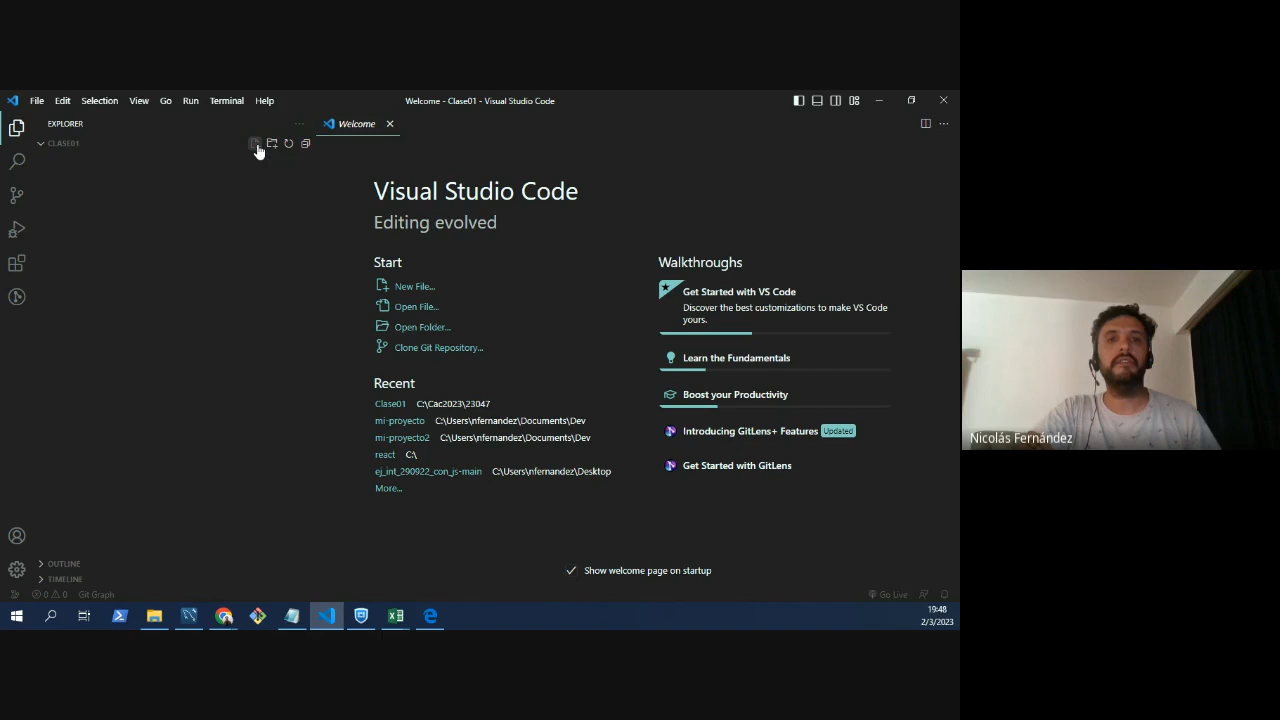 File Edit Selection View Go Run Terminal Help
Welcome - Clase01 - Visual Studio Code
EXPLORER
Welcome
CLASE01
Visual Studio Code
Editing evolved
Start
New File...
Open File...
Open Folder...
Clone Git Repository...
Recent
Clase01 C:\Cac2023\23047
mi-proyecto C:\Users\nfernandez\Documents\Dev
mi-proyecto2 C:\Users\nfernandez\Documents\Dev
react C:\
ej_int_290922_con_js-main C:\Users\nfernandez\Desktop
More...
Walkthroughs
Get Started with VS Code
Discover the best customizations to make VS Code
yours.
Learn the Fundamentals
Boost your Productivity
Introducing GitLens+ Features Updated
Get Started with GitLens
Nicolás Fernández
Show welcome page on startup
OUTLINE
TIMELINE
0 0 Git Graph
Go Live
19:48
2/3/2023